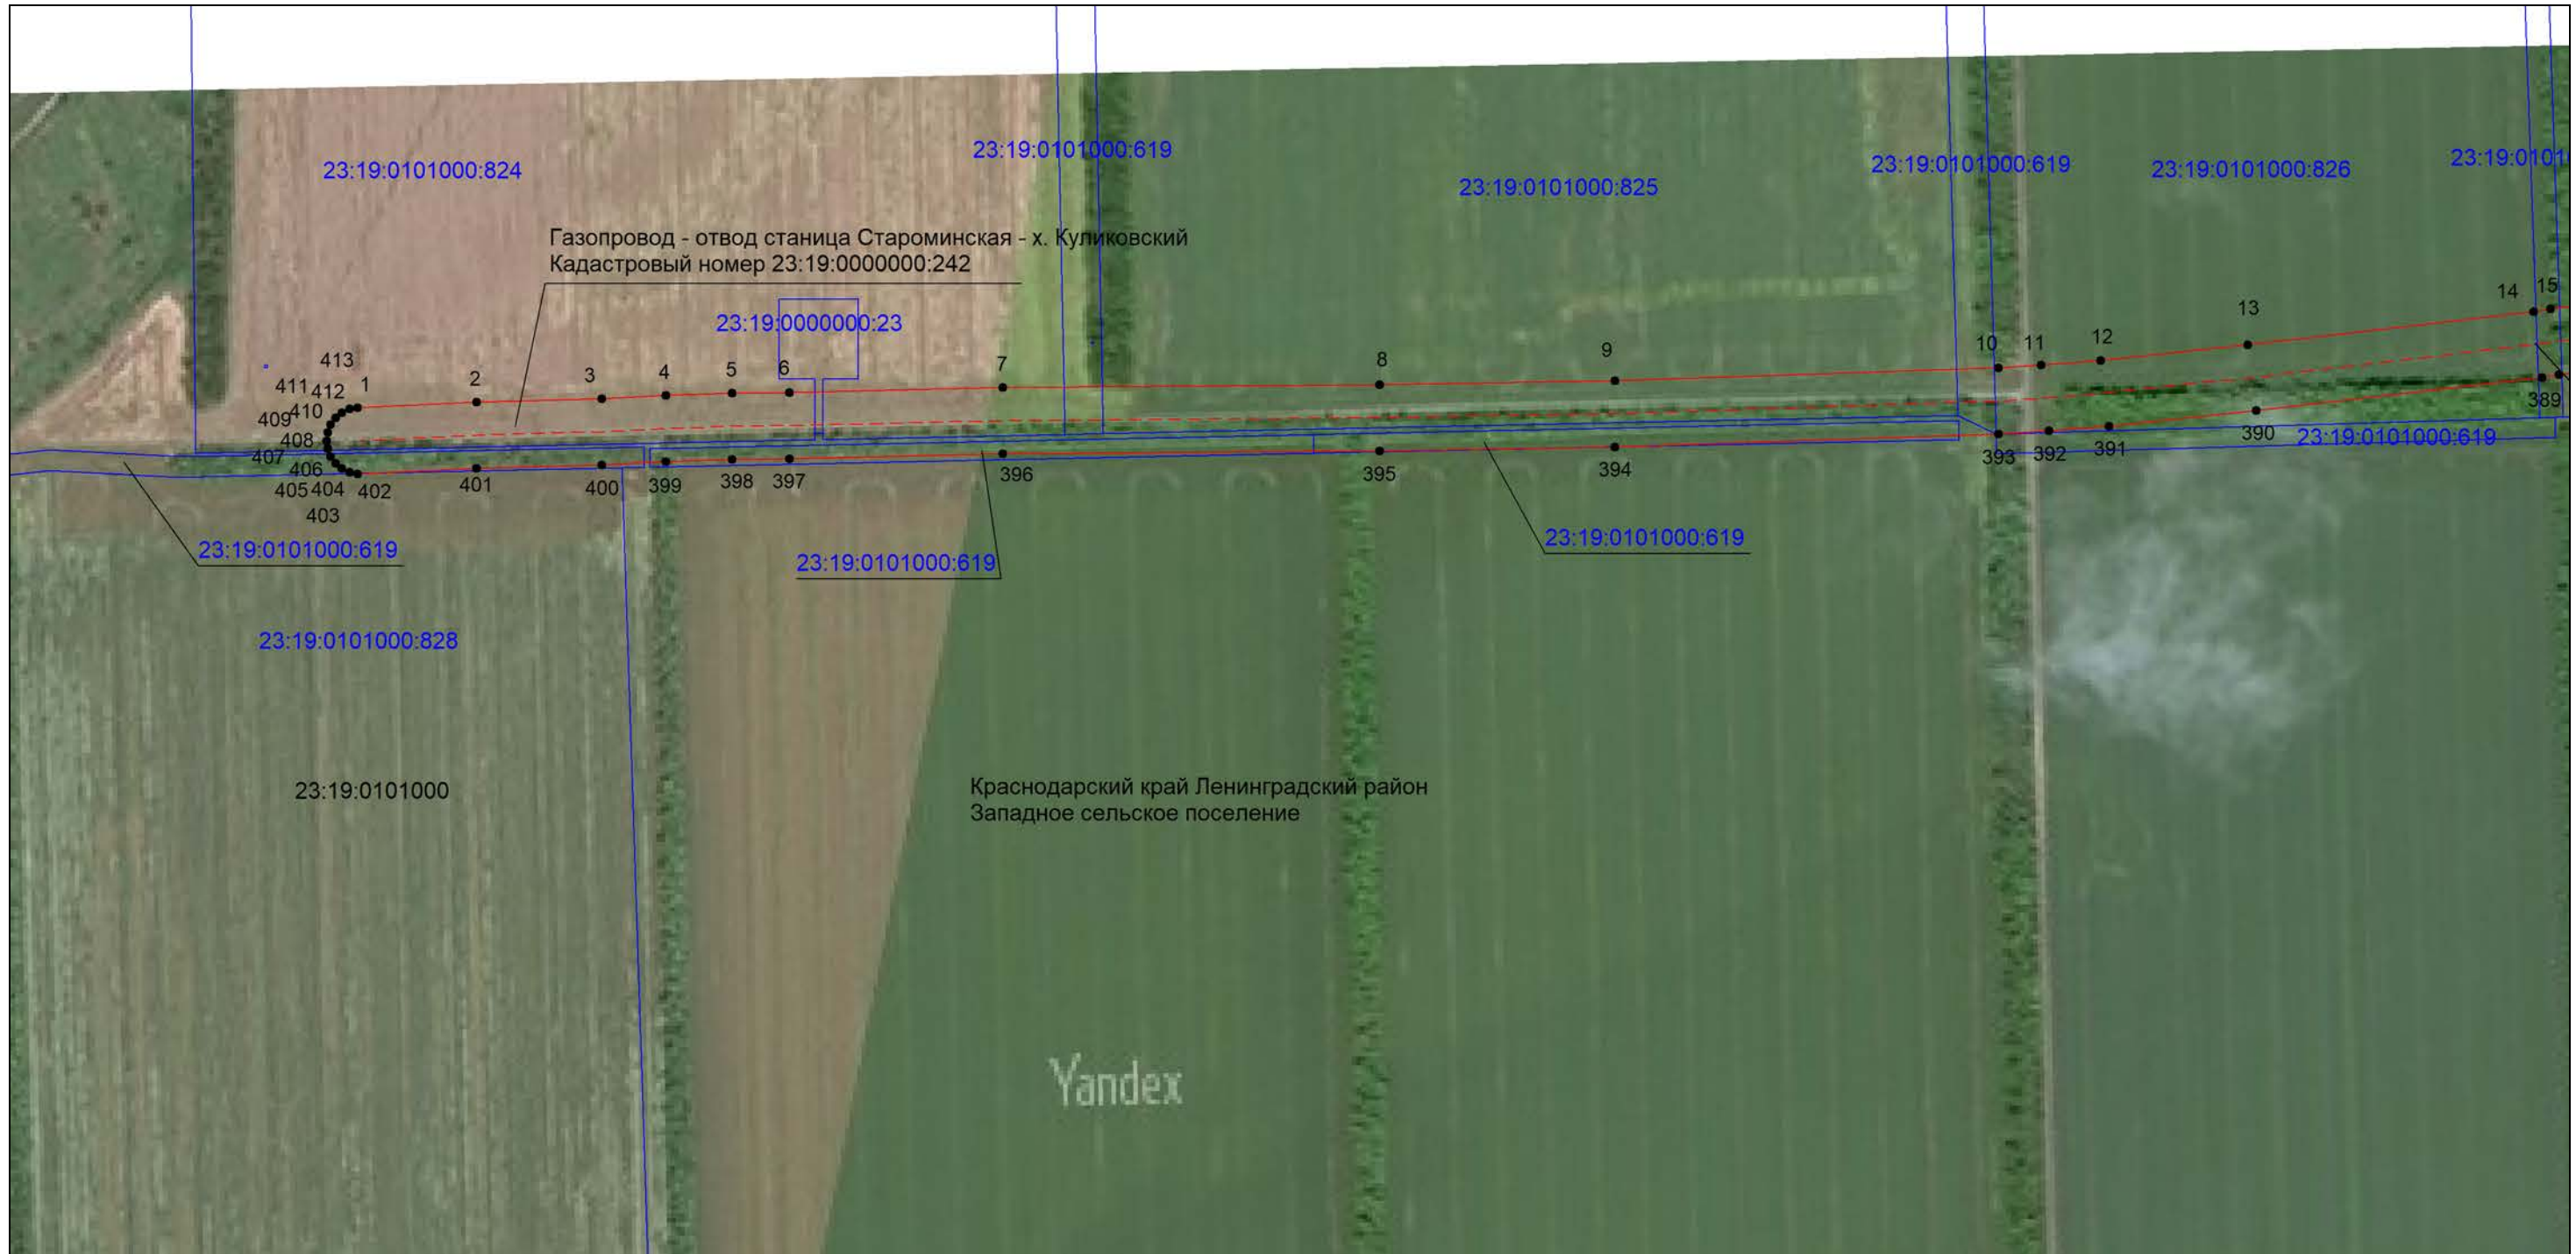 23:19:0101000:619
23:19:0101000:619
23:19:0101
23:19:0101000:824
23:19:0101000:825
23:19:0101000:826
Газопровод - отвод станица Староминская - х. Куликовский
Кадастровый номер 23:19:0000000:242
23:19:0000000:23
14 15
13
10 11 12
413
411 412 1 2 3 4 5 6 7 8 9
409 410
408
407 406
405 404 402 401 400 399 398 397 396 395 394 393 392 391 390 389
403
23:19:0101000:619
23:19:0101000:619
23:19:0101000:619
23:19:0101000:619
23:19:0101000:828
23:19:0101000
Краснодарский край Ленинградский район
Западное сельское поселение
Yandex